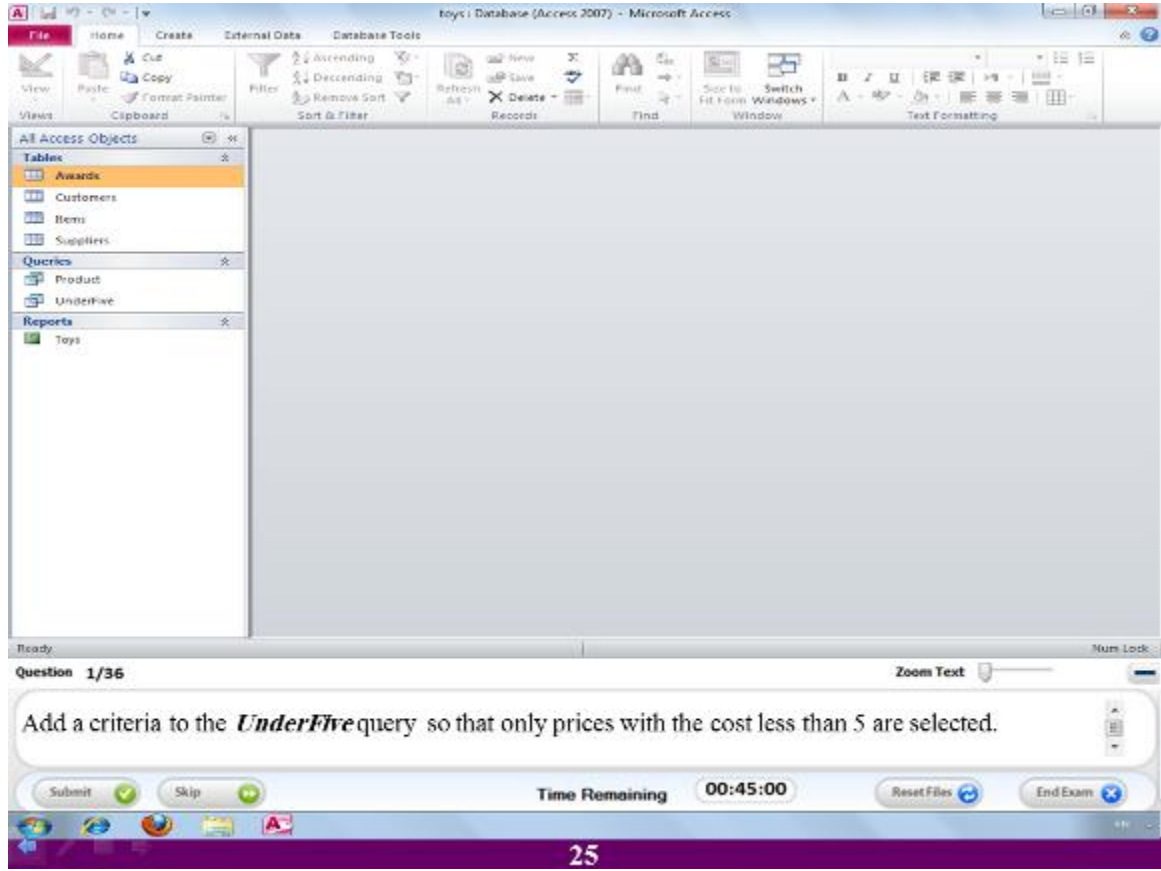 toys : Database (Access 2007) - Microsoft Access
File Home Create External Data Database Tools
View
Views
Paste
Cut
Copy
Format Painter
Clipboard
Filter
Ascending
Descending
Remove Sort
Sort & Filter
Refresh All
New
Save
Delete
Records
Find
Find
Size to Fit Form
Switch Windows
Window
B I U
A
Text Formatting
All Access Objects
Tables
Awards
Customers
Items
Suppliers
Queries
Product
UnderFive
Reports
Toys
Ready
Num Lock
Question 1/36
Zoom Text
Add a criteria to the UnderFive query so that only prices with the cost less than 5 are selected.
Submit
Skip
Time Remaining 00:45:00
Reset Files
End Exam
25